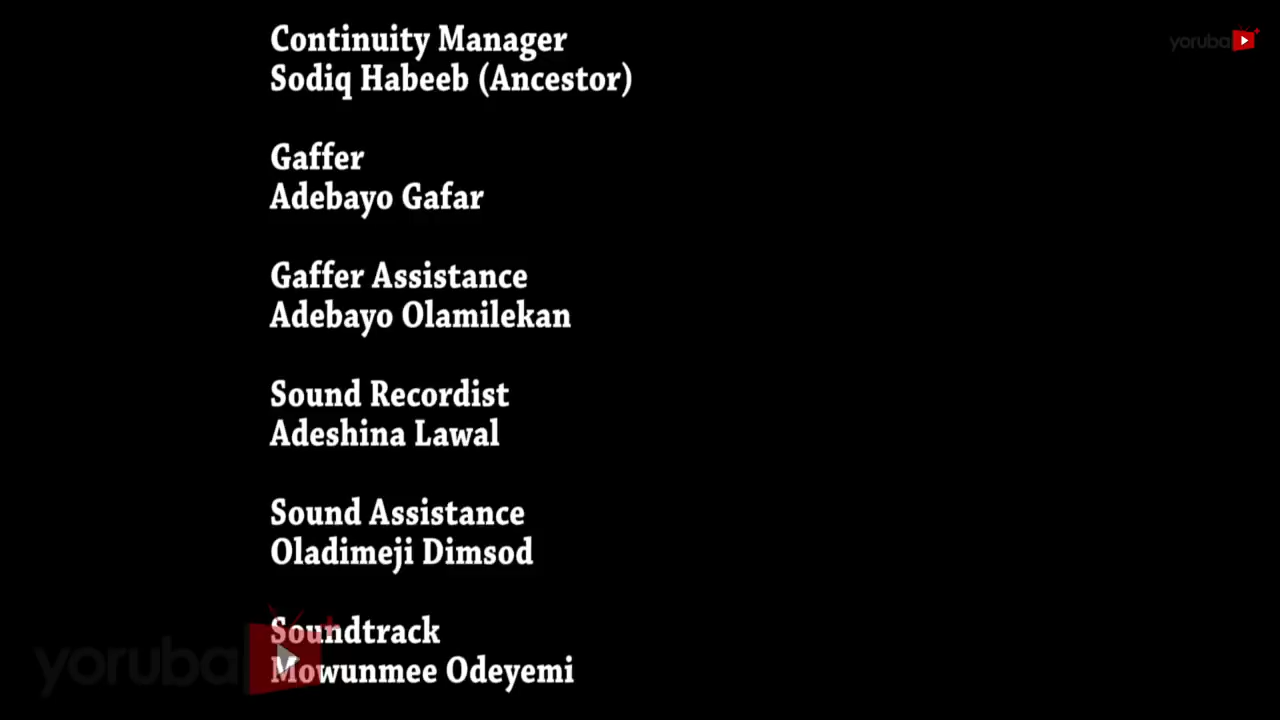 Continuity Manager
Sodiq Habeeb (Ancestor)
yoruba
Gaffer
Adebayo Gafar
Gaffer Assistance
Adebayo Olamilekan
Sound Recordist
Adeshina Lawal
Sound Assistance
Oladimeji Dimsod
Soundtrack
Mowunmee Odeyemi
yoruba